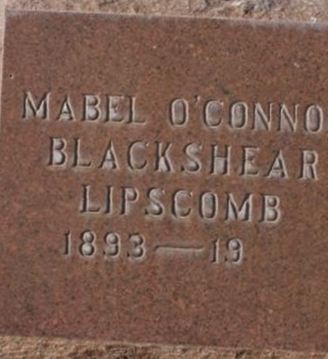 MABEL O'CONNO
BLACKSHEAR
LIPSCOMB
1893—19